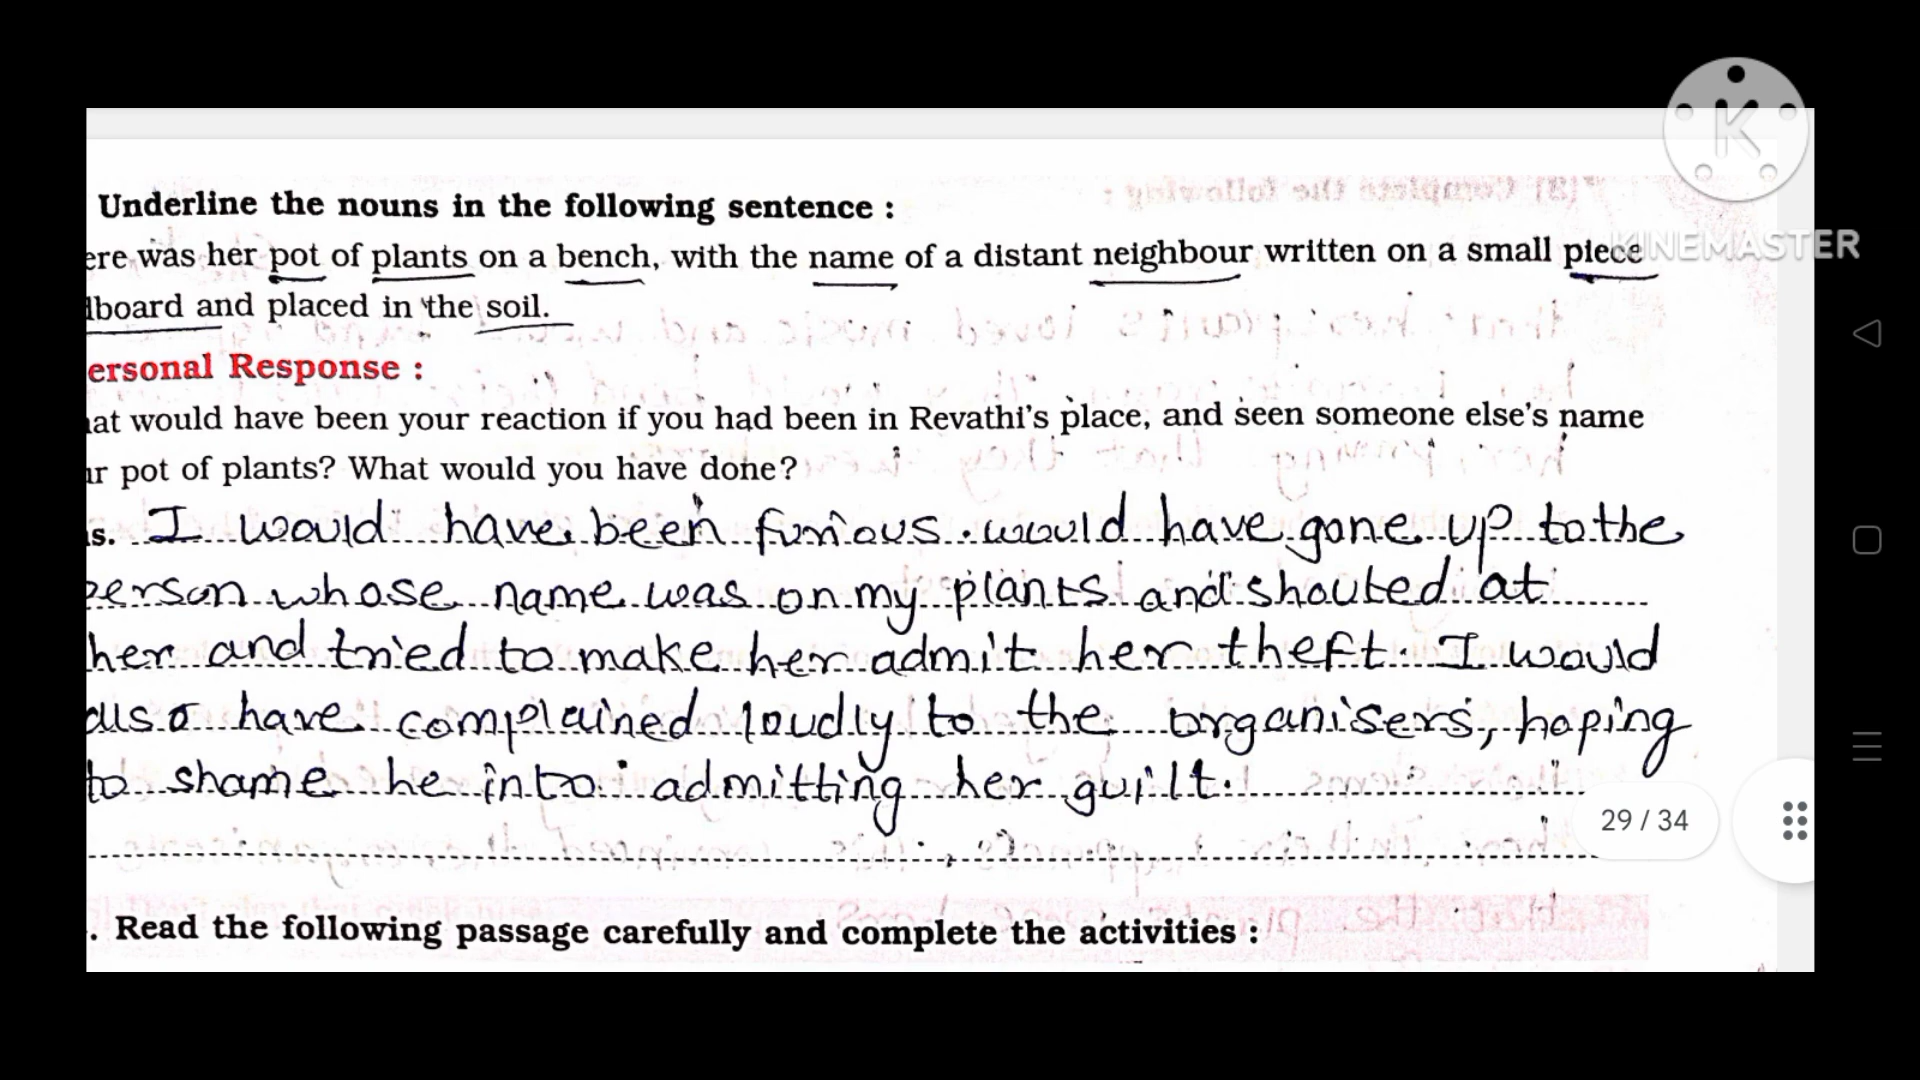 Underline the nouns in the following sentence :
ere was her pot of plants on a bench, with the name of a distant neighbour written on a small piece
KINEMASTER
dboard and placed in the soil.
ersonal Response :
at would have been your reaction if you had been in Revathi's place, and seen someone else's name
ur pot of plants? What would you have done?
s. I would have been furious. would have gone up to the
person whose name was on my plants and shouted at
her and tried to make her admit her theft. I would
also have complained loudly to the organisers, hoping
to shame he into admitting her guilt.
29 / 34
. Read the following passage carefully and complete the activities :